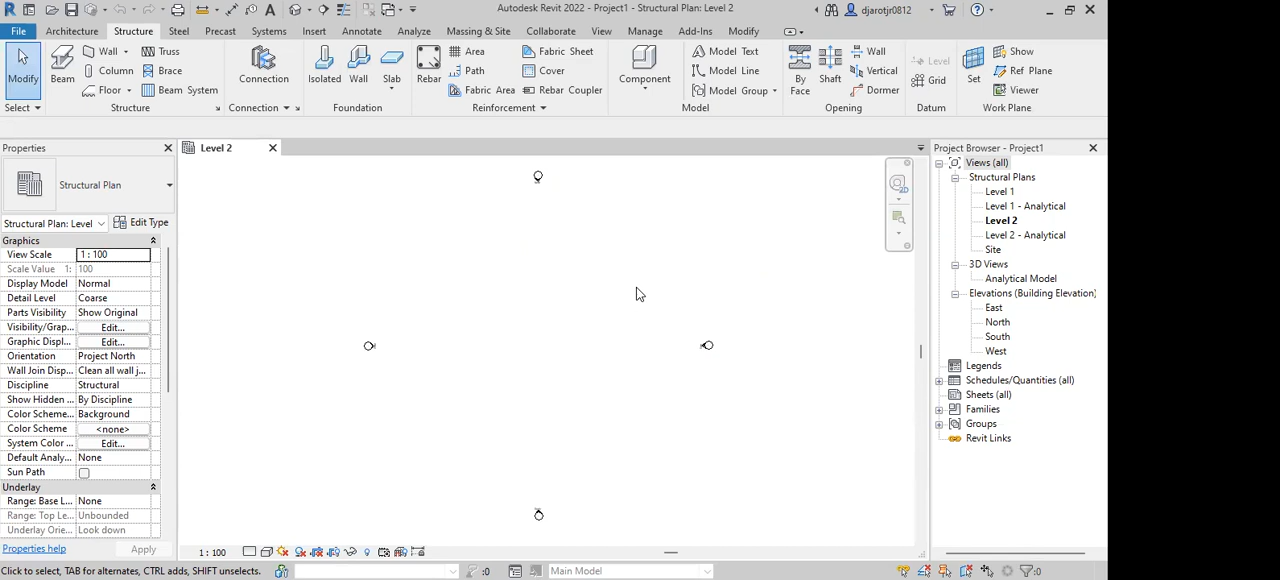 Autodesk Revit 2022 - Project1 - Structural Plan: Level 2
djarotjr0812
File Architecture Structure Steel Precast Systems Insert Annotate Analyze Massing & Site Collaborate View Manage Add-Ins Modify
Modify
Select
Beam
Wall
Column
Floor
Truss
Brace
Beam System
Structure
Connection
Connection
Isolated
Wall
Slab
Foundation
Rebar
Area
Path
Fabric Area
Fabric Sheet
Cover
Rebar Coupler
Reinforcement
Component
Model Text
Model Line
Model Group
Model
By Face
Shaft
Wall
Vertical
Dormer
Opening
Level
Grid
Datum
Set
Show
Ref Plane
Viewer
Work Plane
Properties
Structural Plan
Structural Plan: Level
Edit Type
Graphics
View Scale 1 : 100
Scale Value 1: 100
Display Model Normal
Detail Level Coarse
Parts Visibility Show Original
Visibility/Grap... Edit...
Graphic Displ... Edit...
Orientation Project North
Wall Join Disp... Clean all wall j...
Discipline Structural
Show Hidden ... By Discipline
Color Scheme... Background
Color Scheme <none>
System Color ... Edit...
Default Analy... None
Sun Path
Underlay
Range: Base L... None
Range: Top Le... Unbounded
Underlay Orie... Look down
Properties help
Apply
Level 2
2D
1 : 100
Project Browser - Project1
Views (all)
Structural Plans
Level 1
Level 1 - Analytical
Level 2
Level 2 - Analytical
Site
3D Views
Analytical Model
Elevations (Building Elevation)
East
North
South
West
Legends
Schedules/Quantities (all)
Sheets (all)
Families
Groups
Revit Links
Click to select, TAB for alternates, CTRL adds, SHIFT unselects.
:0
Main Model
:0